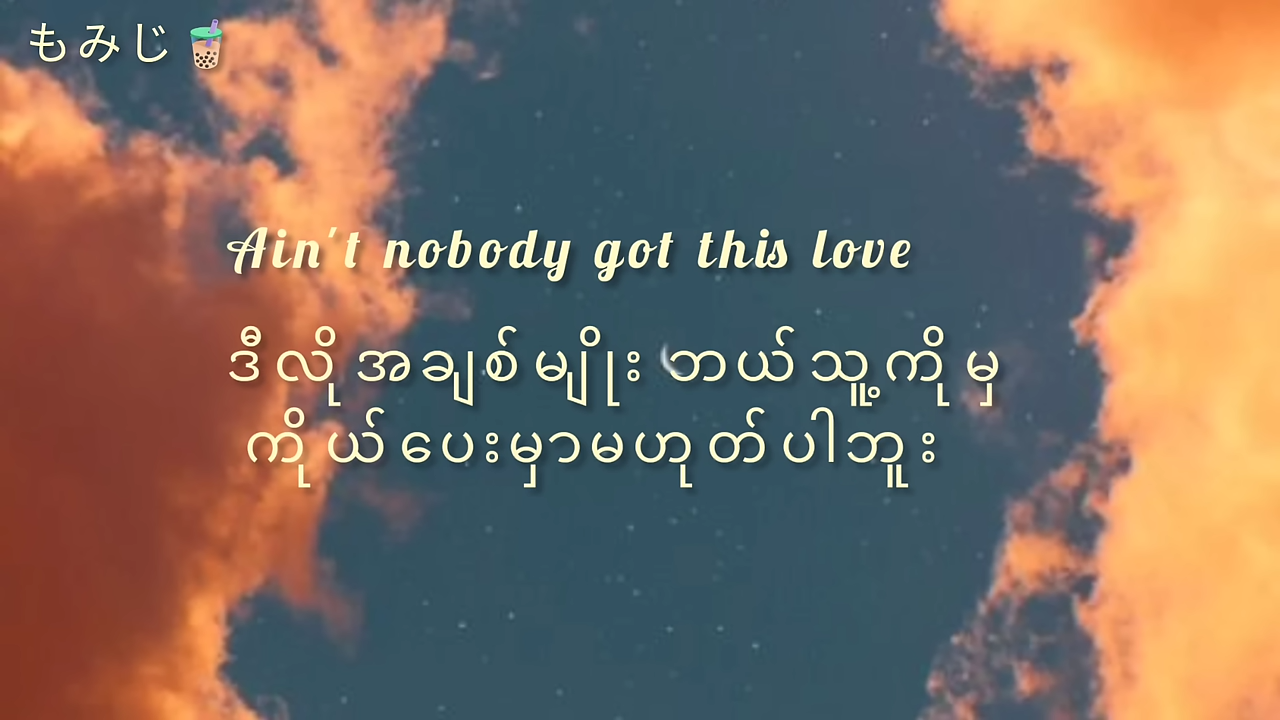 もみじ 🧋
Ain't nobody got this love
ဒီလိုအချစ်မျိုး ဘယ်သူ့ကိုမှ
ကိုယ်ပေးမှာမဟုတ်ပါဘူး